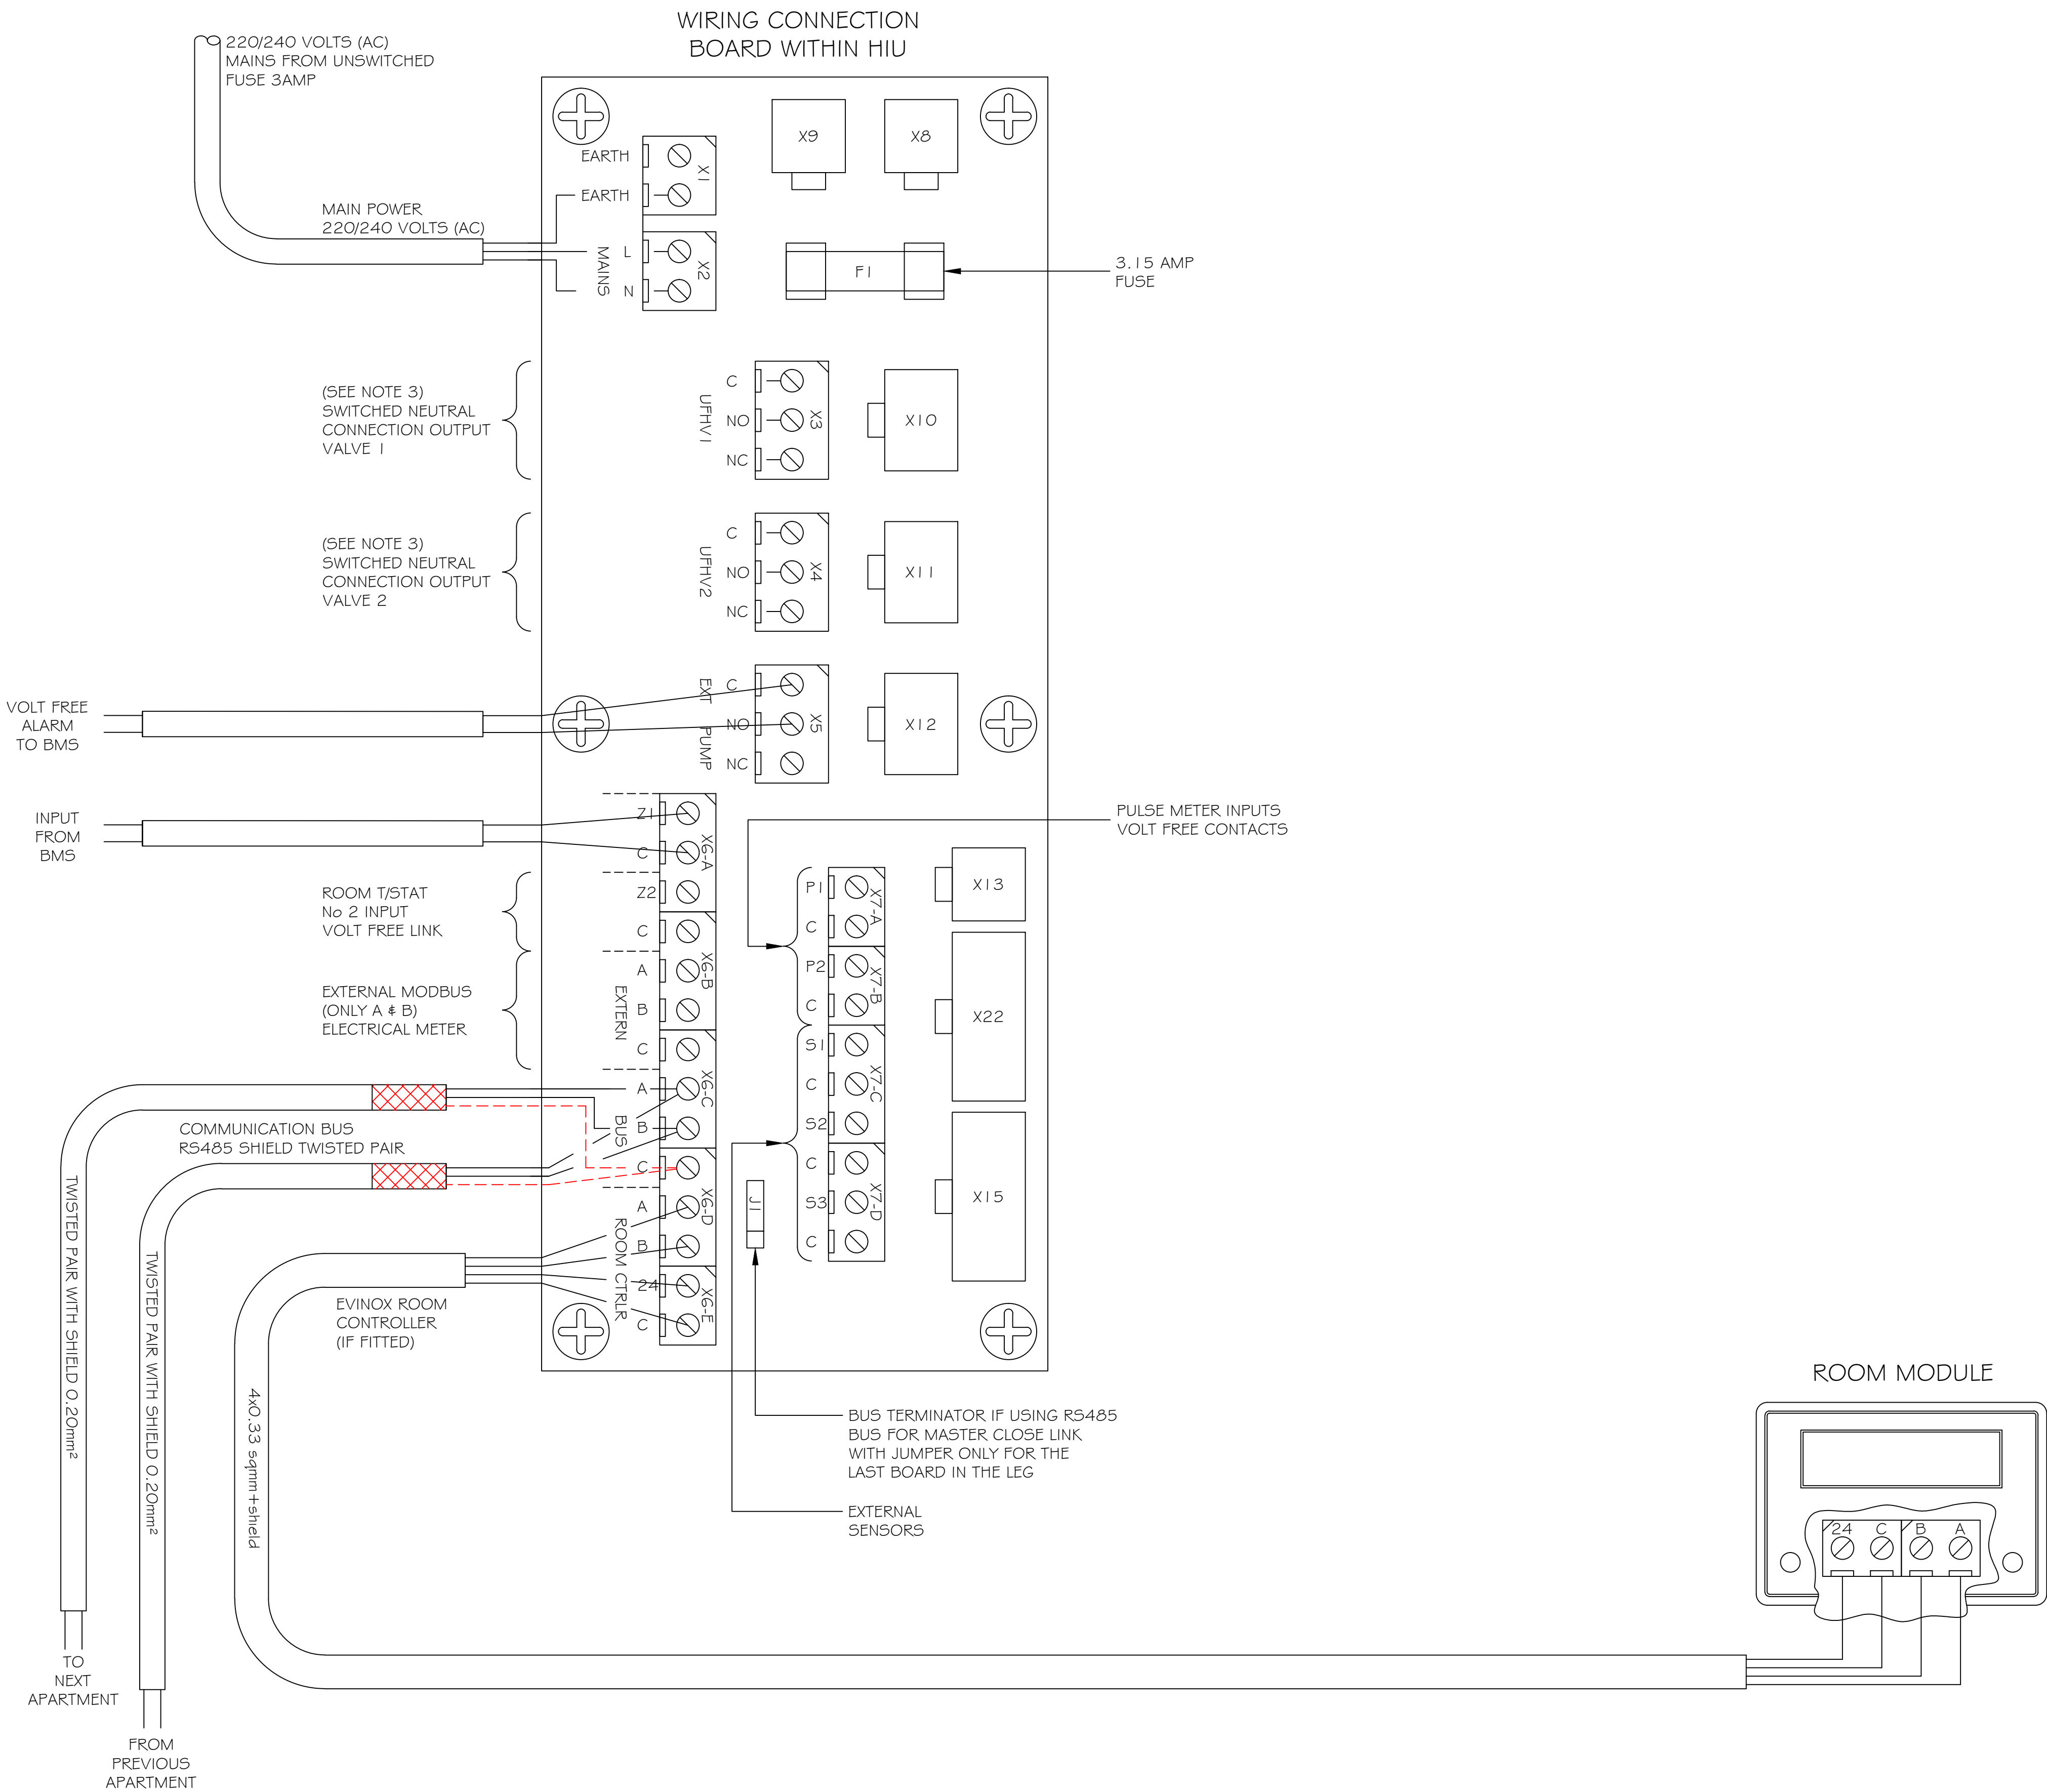 WIRING CONNECTION
BOARD WITHIN HIU
220/240 VOLTS (AC)
MAINS FROM UNSWITCHED
FUSE 3AMP
X9
X8
EARTH
X1
EARTH
MAIN POWER
220/240 VOLTS (AC)
MAINS
L
X2
N
F1
3.15 AMP
FUSE
(SEE NOTE 3)
SWITCHED NEUTRAL
CONNECTION OUTPUT
VALVE 1
UFHV1
C
NO
NC
X3
X10
(SEE NOTE 3)
SWITCHED NEUTRAL
CONNECTION OUTPUT
VALVE 2
UFHV2
C
NO
NC
X4
X11
VOLT FREE
ALARM
TO BMS
EXT PUMP
C
NO
NC
X5
X12
INPUT
FROM
BMS
Z1
C
X6-A
Z2
PULSE METER INPUTS
VOLT FREE CONTACTS
ROOM T/STAT
No 2 INPUT
VOLT FREE LINK
C
A
X6-B
B
EXTERN
EXTERNAL MODBUS
(ONLY A & B)
ELECTRICAL METER
C
A
X6-C
B
BUS
P1
C
X7-A
P2
C
X7-B
S1
C
X7-C
S2
C
S3
X7-D
C
X13
X22
X15
COMMUNICATION BUS
RS485 SHIELD TWISTED PAIR
C
A
X6-D
B
ROOM CTRLR
24
X6-E
C
J1
TWISTED PAIR WITH SHIELD 0.20mm²
TWISTED PAIR WITH SHIELD 0.20mm²
EVINOX ROOM
CONTROLLER
(IF FITTED)
4x0.33 sqmm+shield
BUS TERMINATOR IF USING RS485
BUS FOR MASTER CLOSE LINK
WITH JUMPER ONLY FOR THE
LAST BOARD IN THE LEG
EXTERNAL
SENSORS
ROOM MODULE
24 C B A
TO
NEXT
APARTMENT
FROM
PREVIOUS
APARTMENT